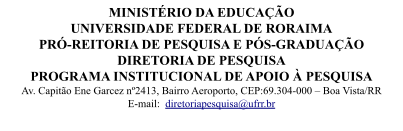 MINISTÉRIO DA EDUCAÇÃO
UNIVERSIDADE FEDERAL DE RORAIMA
PRÓ-REITORIA DE PESQUISA E PÓS-GRADUAÇÃO
DIRETORIA DE PESQUISA
PROGRAMA INSTITUCIONAL DE APOIO À PESQUISA
Av. Capitão Ene Garcez nº2413, Bairro Aeroporto, CEP:69.304-000 – Boa Vista/RR
E-mail: diretoriapesquisa@ufrr.br